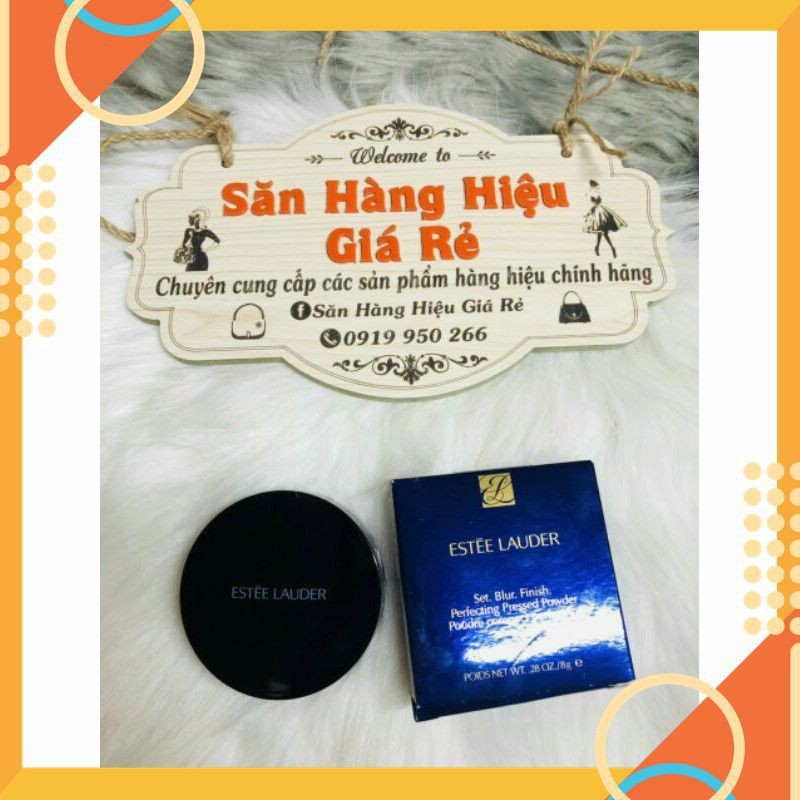 Welcome to
Săn Hàng Hiệu
Giá Rẻ
Chuyên cung cấp các sản phẩm hàng hiệu chính hãng
Săn Hàng Hiệu Giá Rẻ
0919 950 266
EL
ESTĒE LAUDER
ESTĒE LAUDER
Set. Blur. Finish.
Perfecting Pressed Powder
Poudre
POIDS NET WT. .28 OZ./8g ℮